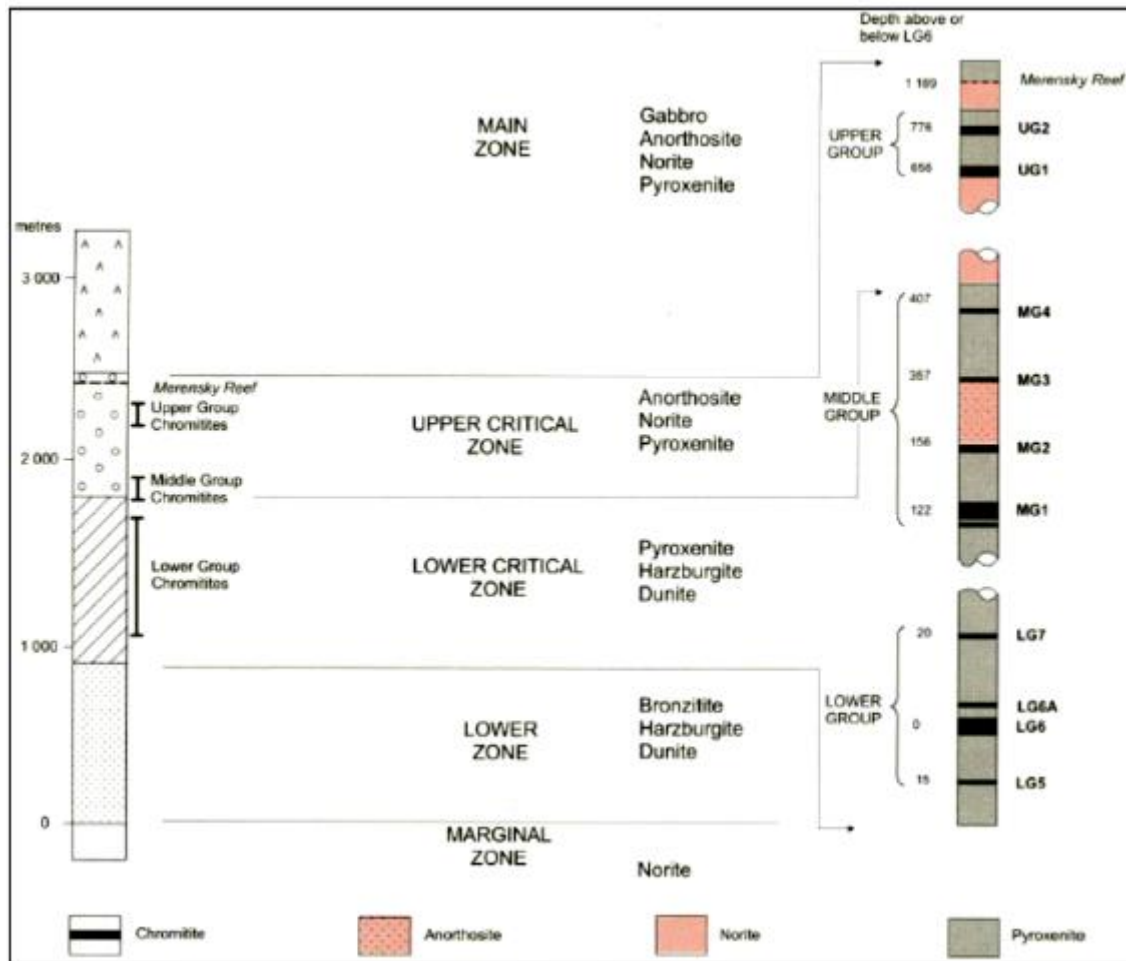 Depth above or
below LG6
1 189
Merensky Reef
UPPER
GROUP
776
UG2
656
UG1
MAIN
ZONE
Gabbro
Anorthosite
Norite
Pyroxenite
metres
3 000
2 000
1 000
0
Merensky Reef
Upper Group
Chromitites
Middle Group
Chromitites
Lower Group
Chromitites
UPPER CRITICAL
ZONE
Anorthosite
Norite
Pyroxenite
LOWER CRITICAL
ZONE
Pyroxenite
Harzburgite
Dunite
LOWER
ZONE
Bronzitite
Harzburgite
Dunite
MARGINAL
ZONE
Norite
MIDDLE
GROUP
407
MG4
367
MG3
156
MG2
122
MG1
LOWER
GROUP
20
LG7
LG6A
0
LG6
15
LG5
Chromitite
Anorthosite
Norite
Pyroxenite